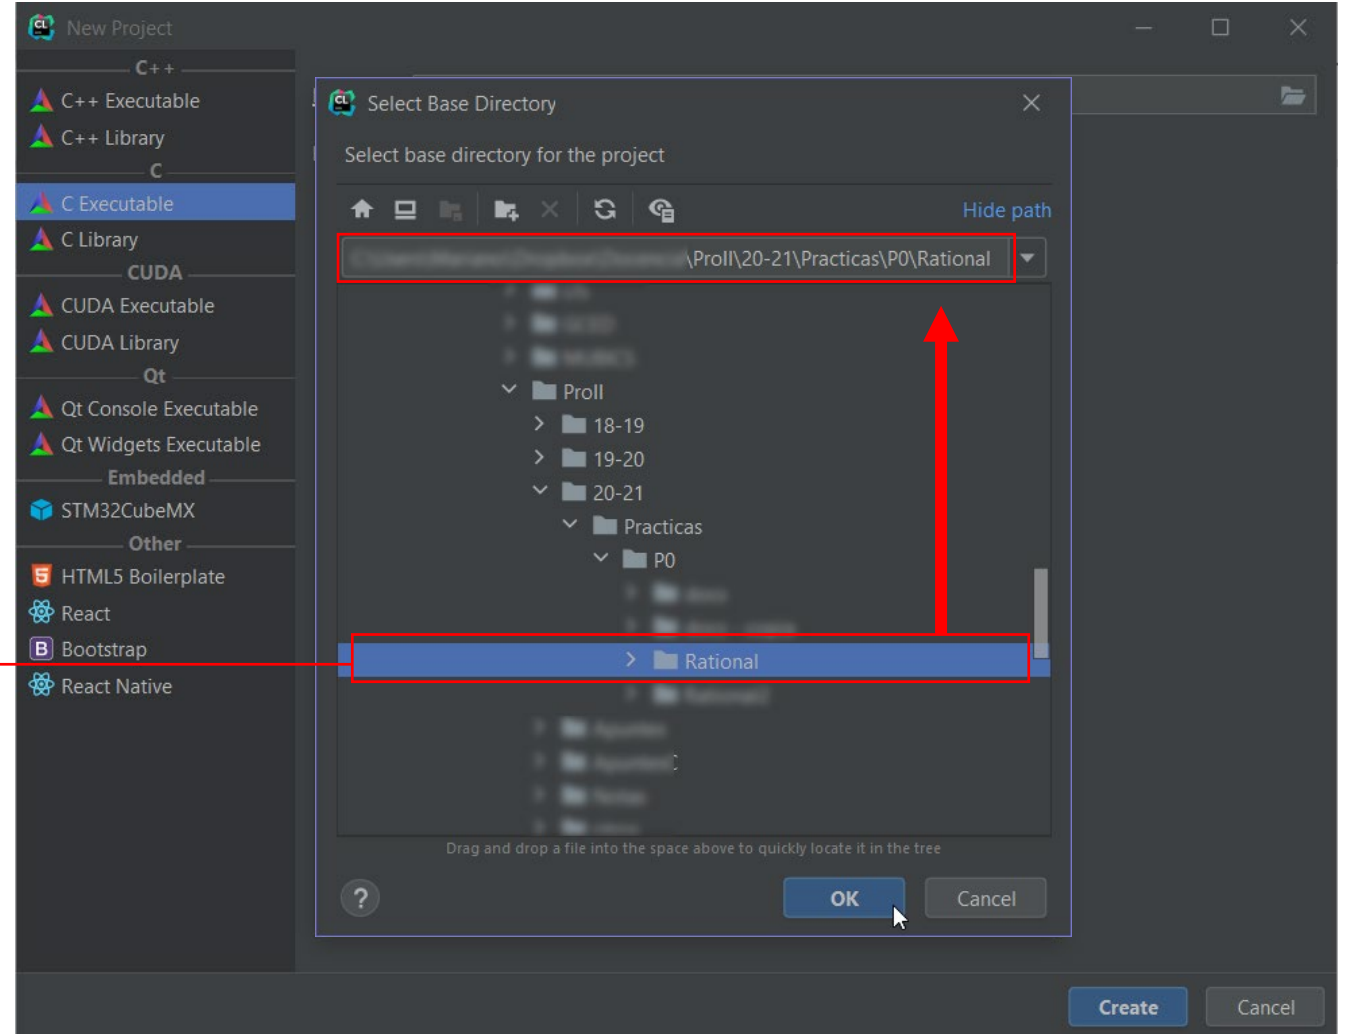 New Project
C++
C++ Executable
C++ Library
C
C Executable
C Library
CUDA
CUDA Executable
CUDA Library
Qt
Qt Console Executable
Qt Widgets Executable
Embedded
STM32CubeMX
Other
HTML5 Boilerplate
React
Bootstrap
React Native
Select Base Directory
Select base directory for the project
Hide path
\ProII\20-21\Practicas\P0\Rational
ProII
18-19
19-20
20-21
Practicas
P0
Rational
Drag and drop a file into the space above to quickly locate it in the tree
?
OK
Cancel
Create
Cancel